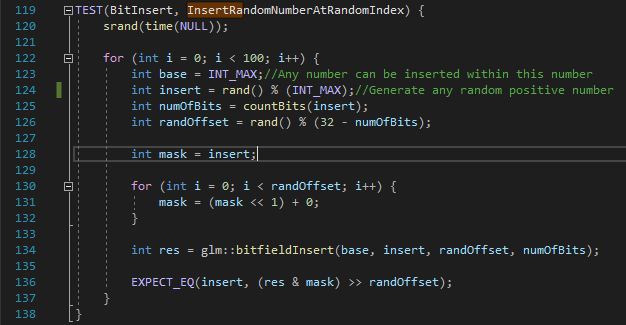 119 TEST(BitInsert, InsertRandomNumberAtRandomIndex) {
120 srand(time(NULL));
121
122 for (int i = 0; i < 100; i++) {
123 int base = INT_MAX;//Any number can be inserted within this number
124 int insert = rand() % (INT_MAX);//Generate any random positive number
125 int numOfBits = countBits(insert);
126 int randOffset = rand() % (32 - numOfBits);
127
128 int mask = insert;
129
130 for (int i = 0; i < randOffset; i++) {
131 mask = (mask << 1) + 0;
132 }
133
134 int res = glm::bitfieldInsert(base, insert, randOffset, numOfBits);
135
136 EXPECT_EQ(insert, (res & mask) >> randOffset);
137 }
138 }